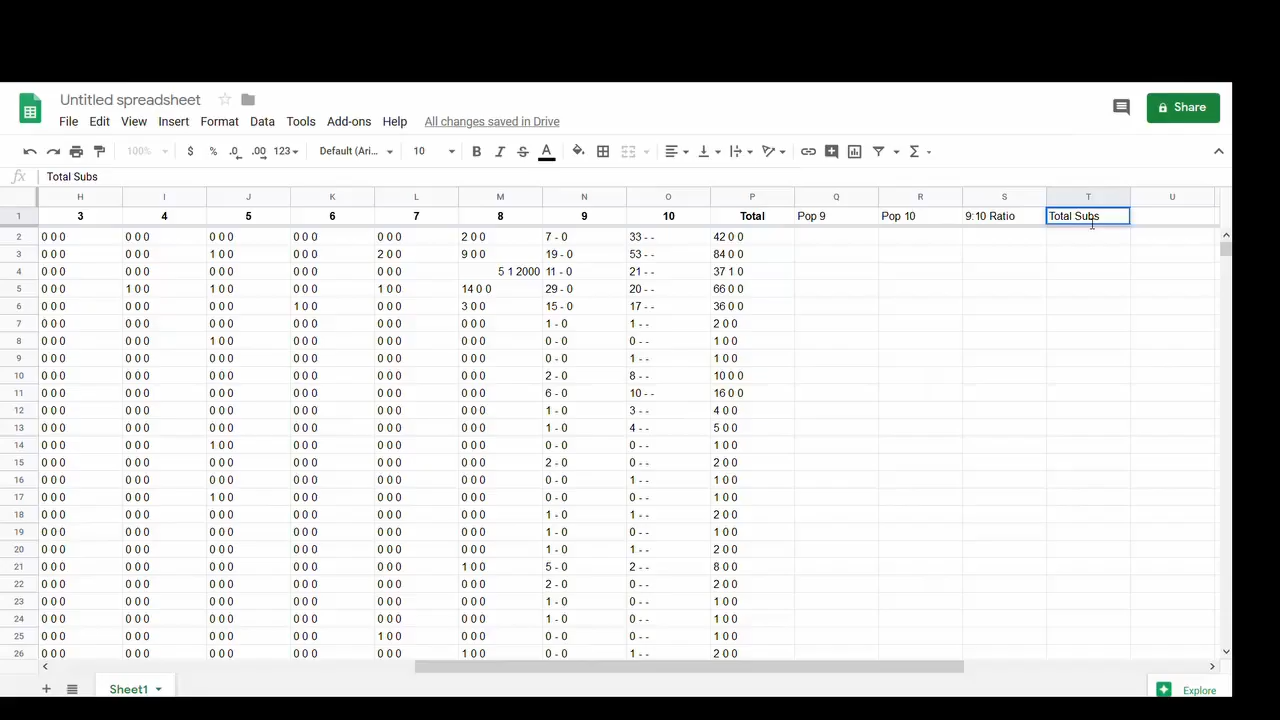 Untitled spreadsheet
File Edit View Insert Format Data Tools Add-ons Help All changes saved in Drive
Share
100% $ % .0 .00 123 Default (Ari... 10 B I S A
fx Total Subs
H I J K L M N O P Q R S T U
1 3 4 5 6 7 8 9 10 Total Pop 9 Pop 10 9:10 Ratio Total Subs
2 0 0 0 0 0 0 0 0 0 0 0 0 0 0 0 2 0 0 7 - 0 33 - - 42 0 0
3 0 0 0 0 0 0 1 0 0 0 0 0 2 0 0 9 0 0 19 - 0 53 - - 84 0 0
4 0 0 0 0 0 0 0 0 0 0 0 0 0 0 0 5 1 2000 11 - 0 21 - - 37 1 0
5 0 0 0 1 0 0 1 0 0 0 0 0 1 0 0 14 0 0 29 - 0 20 - - 66 0 0
6 0 0 0 0 0 0 0 0 0 1 0 0 0 0 0 3 0 0 15 - 0 17 - - 36 0 0
7 0 0 0 0 0 0 0 0 0 0 0 0 0 0 0 0 0 0 1 - 0 1 - - 2 0 0
8 0 0 0 0 0 0 1 0 0 0 0 0 0 0 0 0 0 0 0 - 0 0 - - 1 0 0
9 0 0 0 0 0 0 0 0 0 0 0 0 0 0 0 0 0 0 0 - 0 1 - - 1 0 0
10 0 0 0 0 0 0 0 0 0 0 0 0 0 0 0 0 0 0 2 - 0 8 - - 10 0 0
11 0 0 0 0 0 0 0 0 0 0 0 0 0 0 0 0 0 0 6 - 0 10 - - 16 0 0
12 0 0 0 0 0 0 0 0 0 0 0 0 0 0 0 0 0 0 1 - 0 3 - - 4 0 0
13 0 0 0 0 0 0 0 0 0 0 0 0 0 0 0 0 0 0 1 - 0 4 - - 5 0 0
14 0 0 0 0 0 0 1 0 0 0 0 0 0 0 0 0 0 0 0 - 0 0 - - 1 0 0
15 0 0 0 0 0 0 0 0 0 0 0 0 0 0 0 0 0 0 2 - 0 0 - - 2 0 0
16 0 0 0 0 0 0 0 0 0 0 0 0 0 0 0 0 0 0 1 - 0 0 - - 1 0 0
17 0 0 0 0 0 0 1 0 0 0 0 0 0 0 0 0 0 0 0 - 0 0 - - 1 0 0
18 0 0 0 0 0 0 0 0 0 0 0 0 0 0 0 0 0 0 1 - 0 1 - - 2 0 0
19 0 0 0 0 0 0 0 0 0 0 0 0 0 0 0 0 0 0 1 - 0 0 - - 1 0 0
20 0 0 0 0 0 0 0 0 0 0 0 0 0 0 0 0 0 0 1 - 0 1 - - 2 0 0
21 0 0 0 0 0 0 0 0 0 0 0 0 0 0 0 1 0 0 5 - 0 2 - - 8 0 0
22 0 0 0 0 0 0 0 0 0 0 0 0 0 0 0 0 0 0 2 - 0 0 - - 2 0 0
23 0 0 0 0 0 0 0 0 0 0 0 0 0 0 0 0 0 0 1 - 0 0 - - 1 0 0
24 0 0 0 0 0 0 0 0 0 0 0 0 0 0 0 0 0 0 1 - 0 0 - - 1 0 0
25 0 0 0 0 0 0 0 0 0 0 0 0 1 0 0 0 0 0 0 - 0 0 - - 1 0 0
26 0 0 0 0 0 0 0 0 0 0 0 0 0 0 0 1 0 0 0 - 0 1 - - 2 0 0
Sheet1
Explore